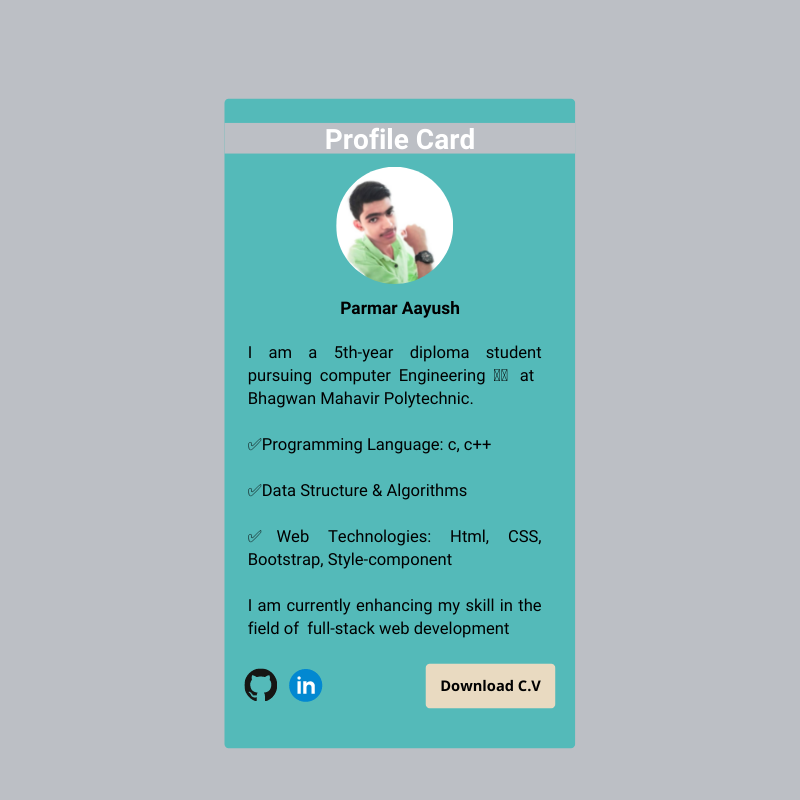 Profile Card
Parmar Aayush
I am a 5th-year diploma student
pursuing computer Engineering at
Bhagwan Mahavir Polytechnic.
✅Programming Language: c, c++
✅Data Structure & Algorithms
✅ Web Technologies: Html, CSS,
Bootstrap, Style-component
I am currently enhancing my skill in the
field of full-stack web development
in
Download C.V